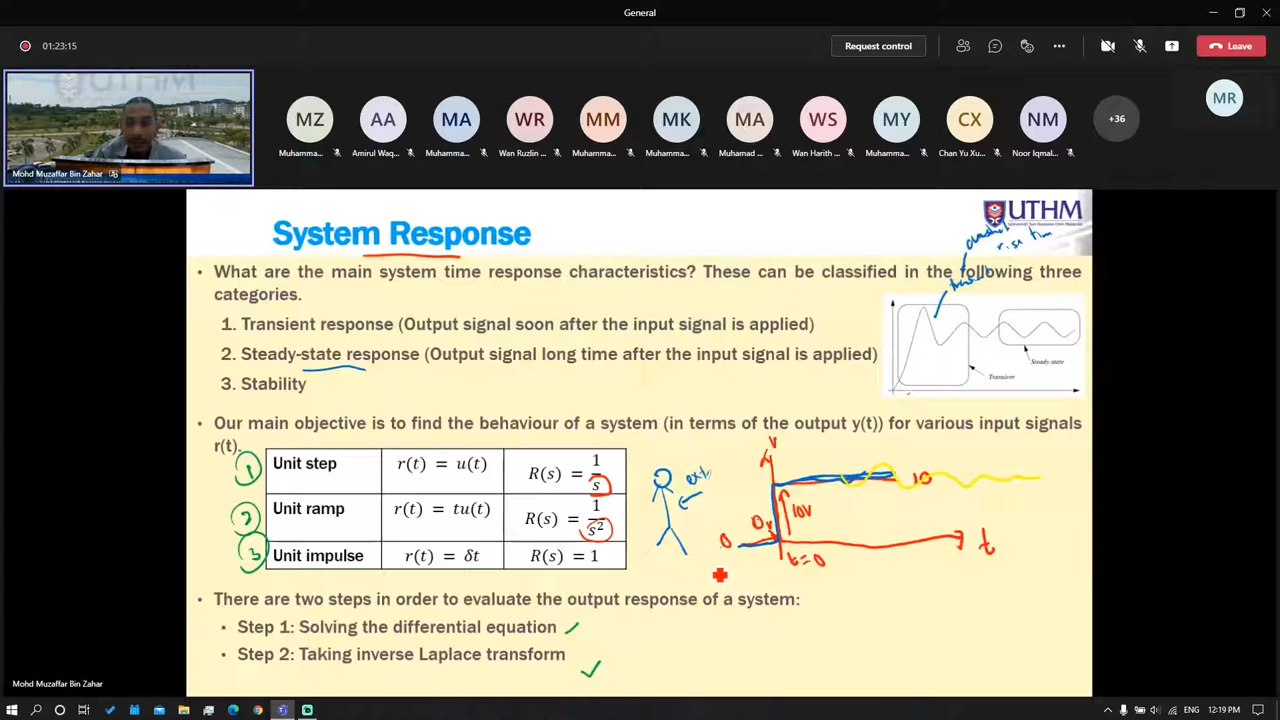 General
01:23:15
Request control
Leave
MZ
AA
MA
WR
MM
MK
MA
WS
MY
CX
NM
+36
MR
Muhamma...
Amirul Waq...
Muhamma...
Wan Ruzlin ...
Muhamma...
Muhamma...
Muhamad ...
Wan Harith ...
Muhamma...
Chan Yu Xu...
Noor Iqmal...
Mohd Muzaffar Bin Zahar
System Response
UTHM
rise tim
• What are the main system time response characteristics? These can be classified in the following three
categories.
1. Transient response (Output signal soon after the input signal is applied)
2. Steady-state response (Output signal long time after the input signal is applied)
3. Stability
Steady-state
Transient
• Our main objective is to find the behaviour of a system (in terms of the output y(t)) for various input signals
r(t).
1 Unit step r(t) = u(t) R(s) = 1/s
2 Unit ramp r(t) = tu(t) R(s) = 1/s²
3 Unit impulse r(t) = δt R(s) = 1
ext
V
10
10V
0v
0
t=0
t
• There are two steps in order to evaluate the output response of a system:
• Step 1: Solving the differential equation
• Step 2: Taking inverse Laplace transform
Mohd Muzaffar Bin Zahar
ENG
12:19 PM